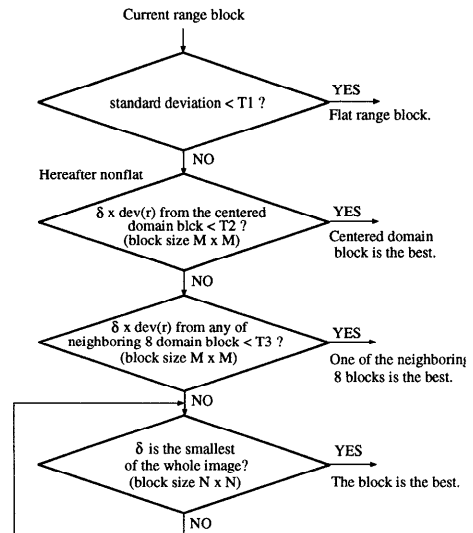 Current range block
standard deviation < T1 ?
YES
Flat range block.
NO
Hereafter nonflat
δ x dev(r) from the centered
domain blck < T2 ?
(block size M x M)
YES
Centered domain
block is the best.
NO
δ x dev(r) from any of
neighboring 8 domain block < T3 ?
(block size M x M)
YES
One of the neighboring
8 blocks is the best.
NO
δ is the smallest
of the whole image?
(block size N x N)
YES
The block is the best.
NO